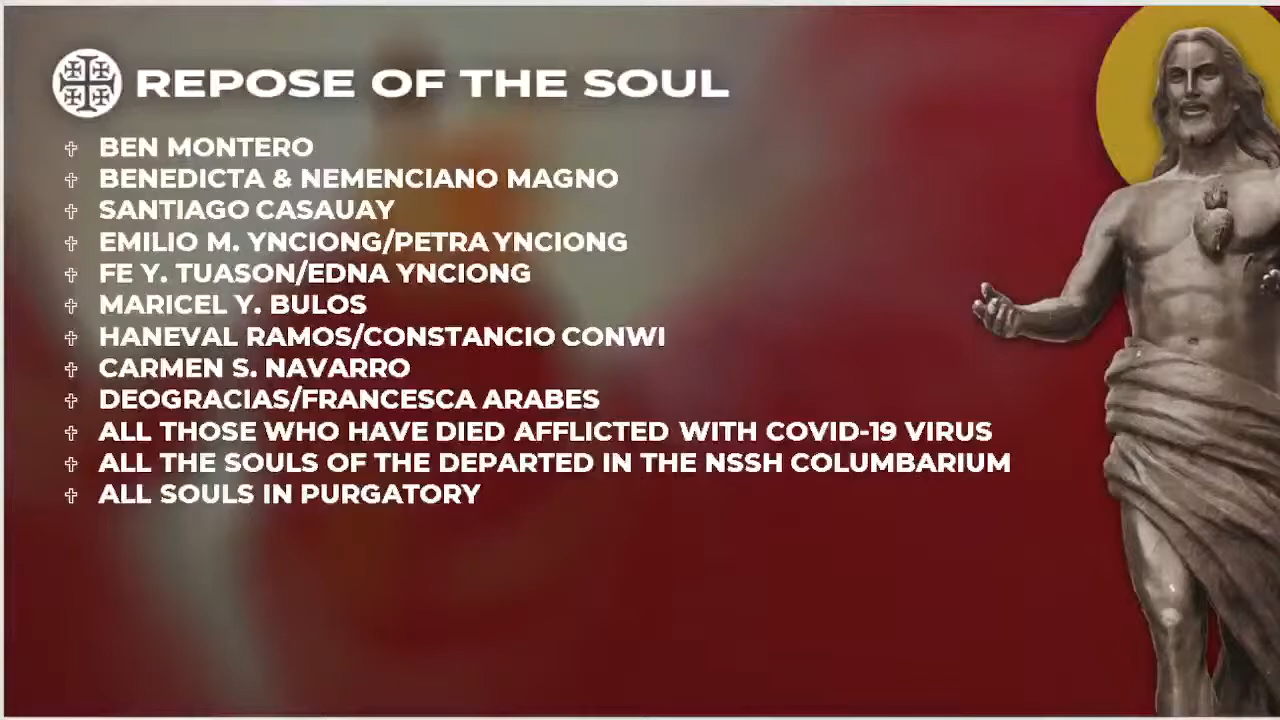 REPOSE OF THE SOUL
BEN MONTERO
BENEDICTA & NEMENCIANO MAGNO
SANTIAGO CASAUAY
EMILIO M. YNCIONG/PETRA YNCIONG
FE Y. TUASON/EDNA YNCIONG
MARICEL Y. BULOS
HANEVAL RAMOS/CONSTANCIO CONWI
CARMEN S. NAVARRO
DEOGRACIAS/FRANCESCA ARABES
ALL THOSE WHO HAVE DIED AFFLICTED WITH COVID-19 VIRUS
ALL THE SOULS OF THE DEPARTED IN THE NSSH COLUMBARIUM
ALL SOULS IN PURGATORY